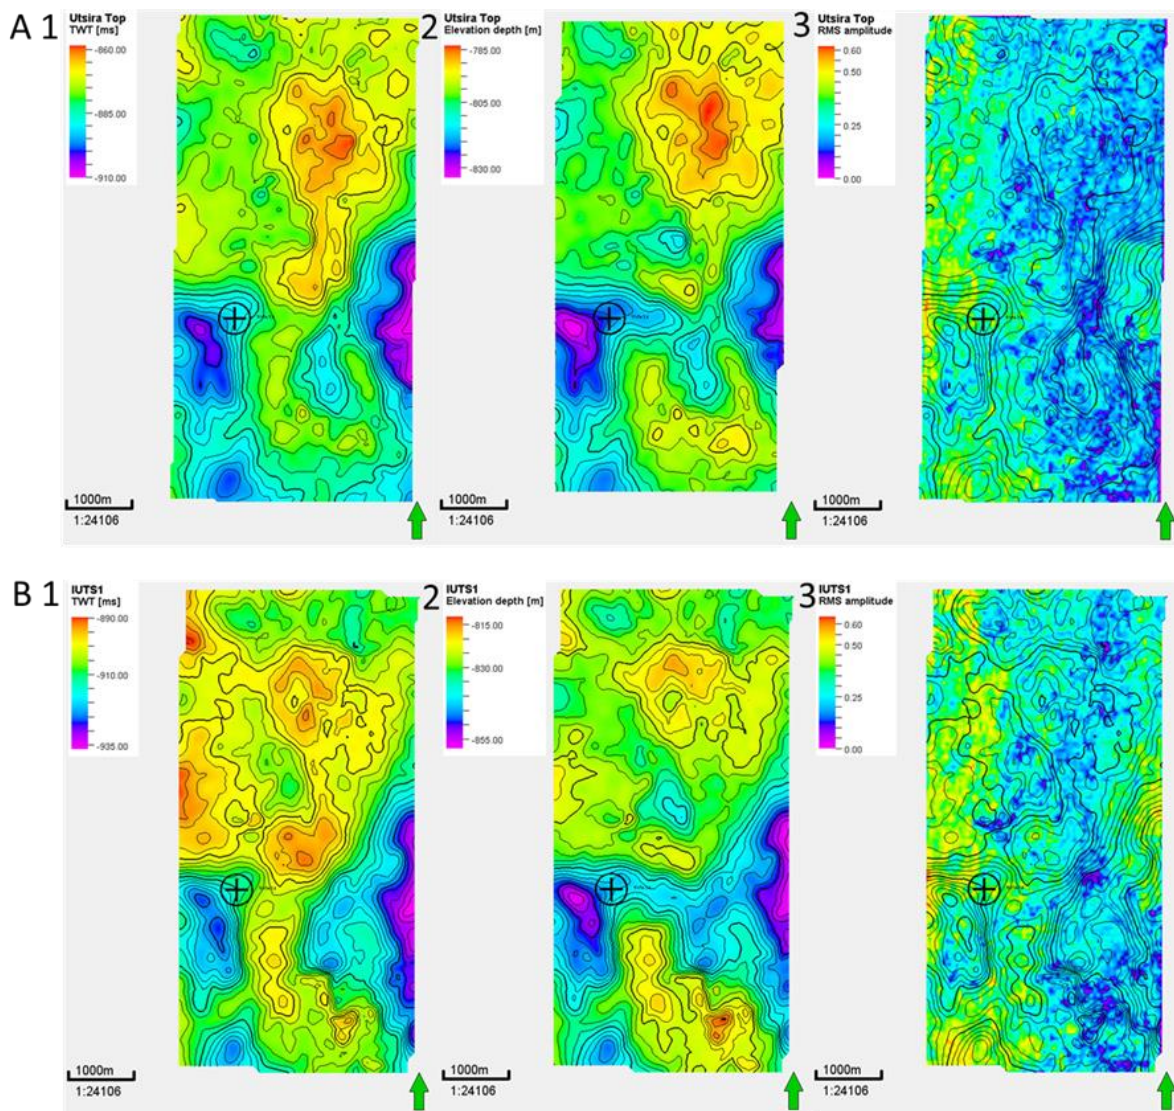 A 1
Utsira Top
TWT [ms]
-860.00
-885.00
-910.00
1000m
1:24106
2
Utsira Top
Elevation depth [m]
-785.00
-805.00
-830.00
1000m
1:24106
3
Utsira Top
RMS amplitude
0.60
0.50
0.25
0.00
1000m
1:24106
B 1
IUTS1
TWT [ms]
-890.00
-910.00
-935.00
1000m
1:24106
2
IUTS1
Elevation depth [m]
-815.00
-830.00
-855.00
1000m
1:24106
3
IUTS1
RMS amplitude
0.60
0.50
0.25
0.00
1000m
1:24106